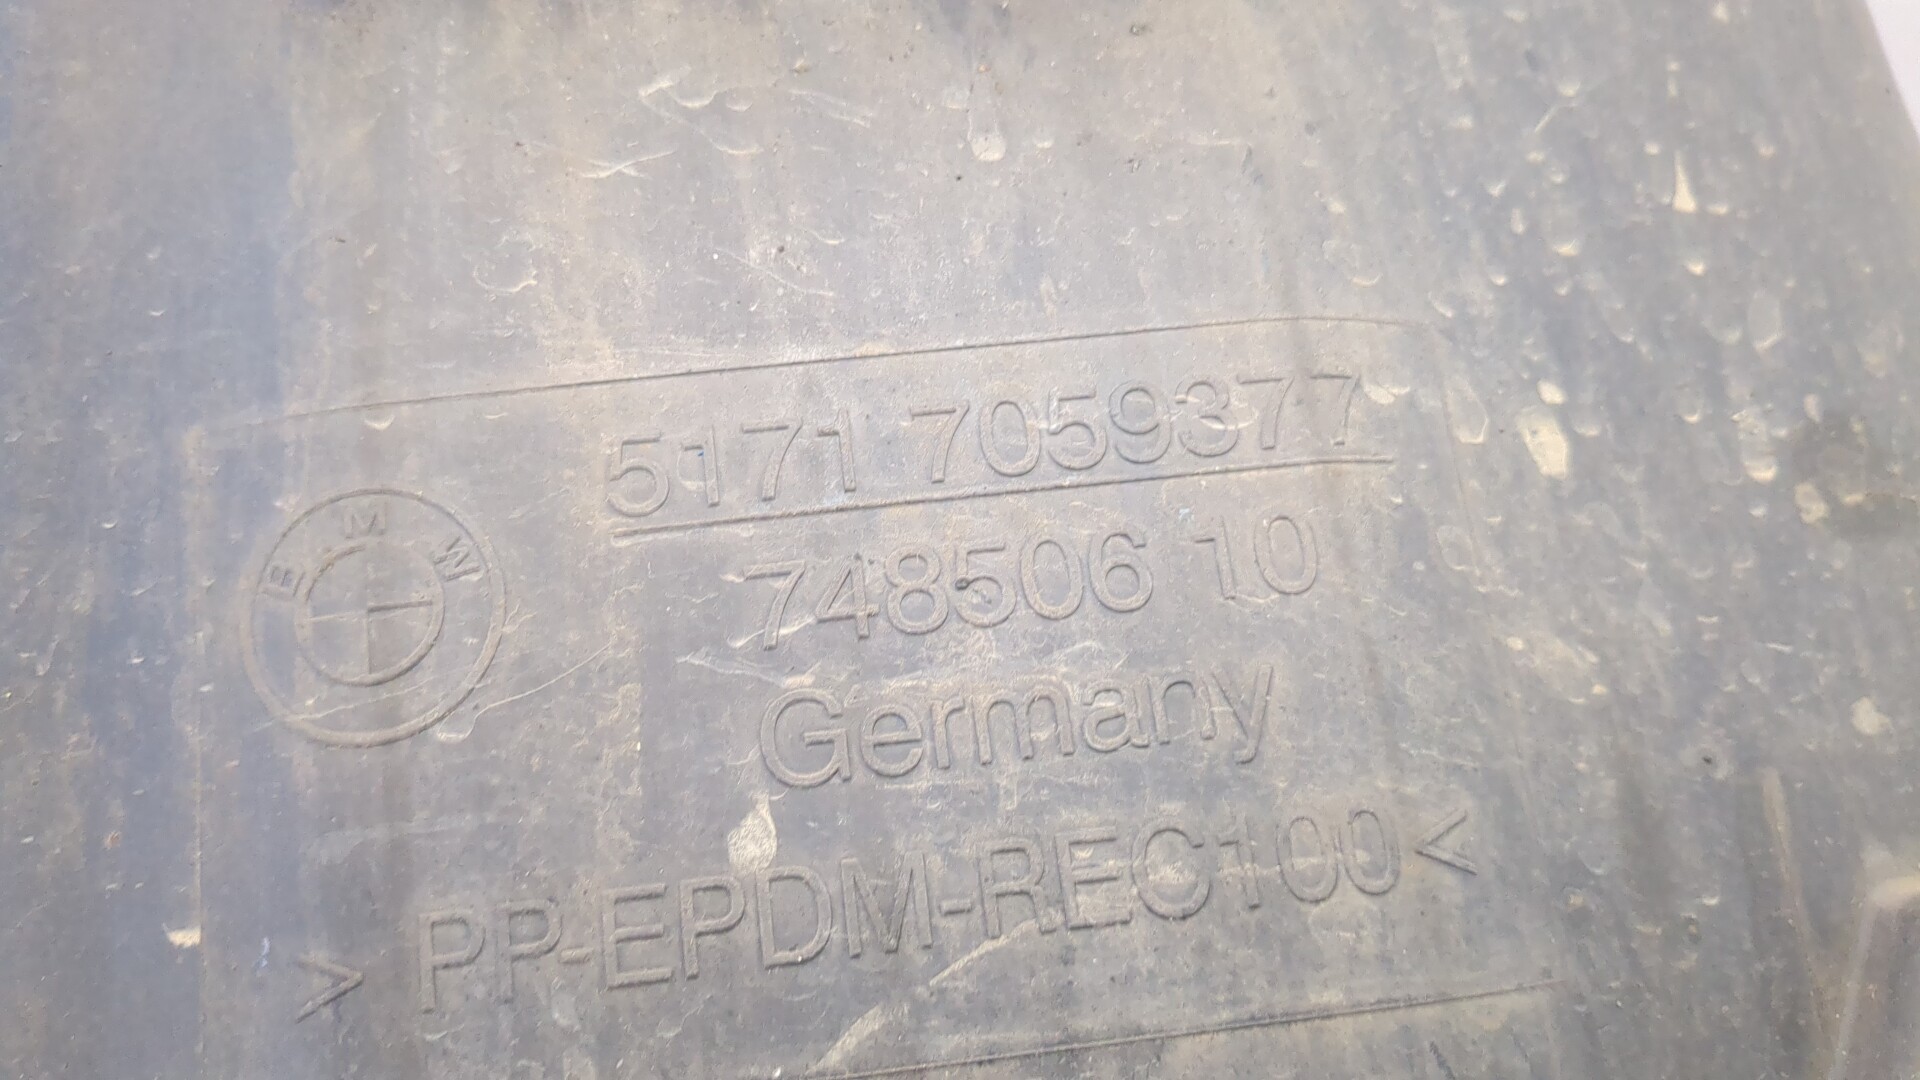 BMW
5171 7059377
748506 10
Germany
> PP-EPDM-REC100 <